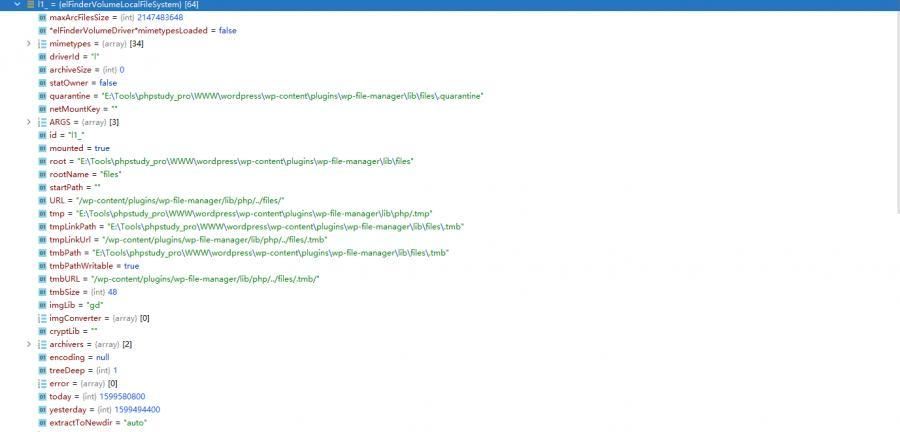 l1_ = {elFinderVolumeLocalFileSystem} [64]
maxArcFilesSize = {int} 2147483648
*elFinderVolumeDriver*mimetypesLoaded = false
mimetypes = {array} [34]
driverId = "l"
archiveSize = {int} 0
statOwner = false
quarantine = "E:\Tools\phpstudy_pro\WWW\wordpress\wp-content\plugins\wp-file-manager\lib\files\.quarantine"
netMountKey = ""
ARGS = {array} [3]
id = "l1_"
mounted = true
root = "E:\Tools\phpstudy_pro\WWW\wordpress\wp-content\plugins\wp-file-manager\lib\files"
rootName = "files"
startPath = ""
URL = "/wp-content/plugins/wp-file-manager/lib/php/../files/"
tmp = "E:\Tools\phpstudy_pro\WWW\wordpress\wp-content\plugins\wp-file-manager\lib\php/.tmp"
tmpLinkPath = "E:\Tools\phpstudy_pro\WWW\wordpress\wp-content\plugins\wp-file-manager\lib\files\.tmb"
tmpLinkUrl = "/wp-content/plugins/wp-file-manager/lib/php/../files/.tmb"
tmbPath = "E:\Tools\phpstudy_pro\WWW\wordpress\wp-content\plugins\wp-file-manager\lib\files\.tmb"
tmbPathWritable = true
tmbURL = "/wp-content/plugins/wp-file-manager/lib/php/../files/.tmb/"
tmbSize = {int} 48
imgLib = "gd"
imgConverter = {array} [0]
cryptLib = ""
archivers = {array} [2]
encoding = null
treeDeep = {int} 1
error = {array} [0]
today = {int} 1599580800
yesterday = {int} 1599494400
extractToNewdir = "auto"